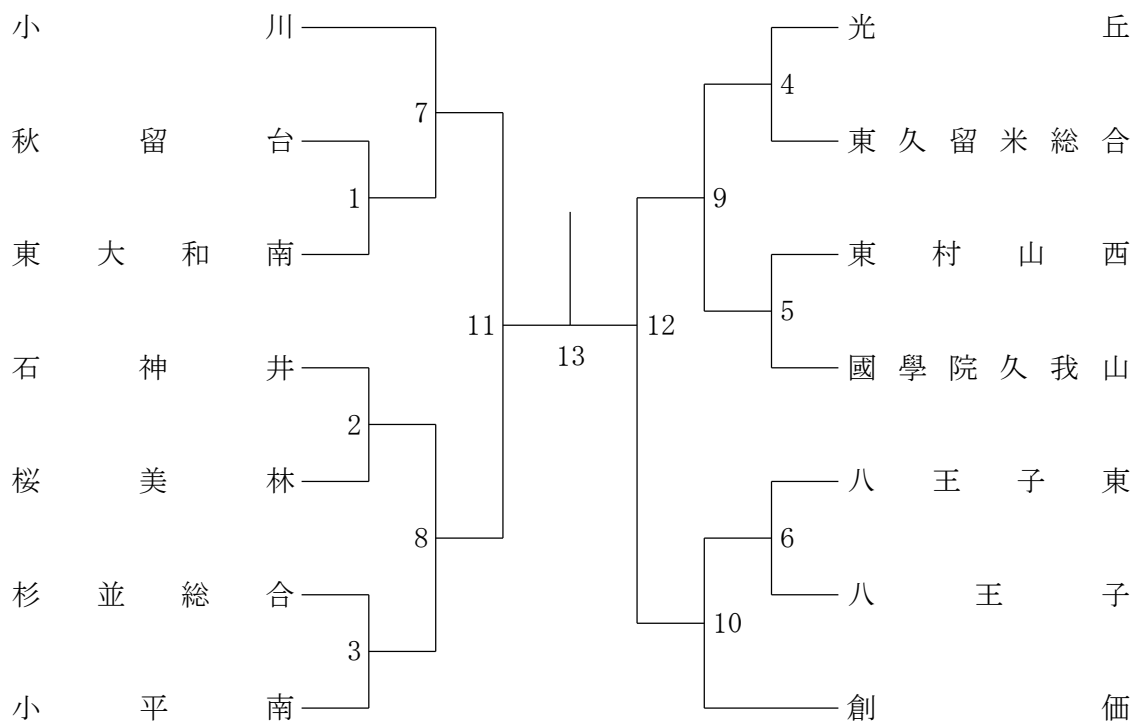 小川
光丘
4
7
秋留台
東久留米総合
1
9
東大和南
東村山西
5
11
12
13
石神井
國學院久我山
2
桜美林
八王子東
8
6
杉並総合
八王子
10
3
小平南
創価